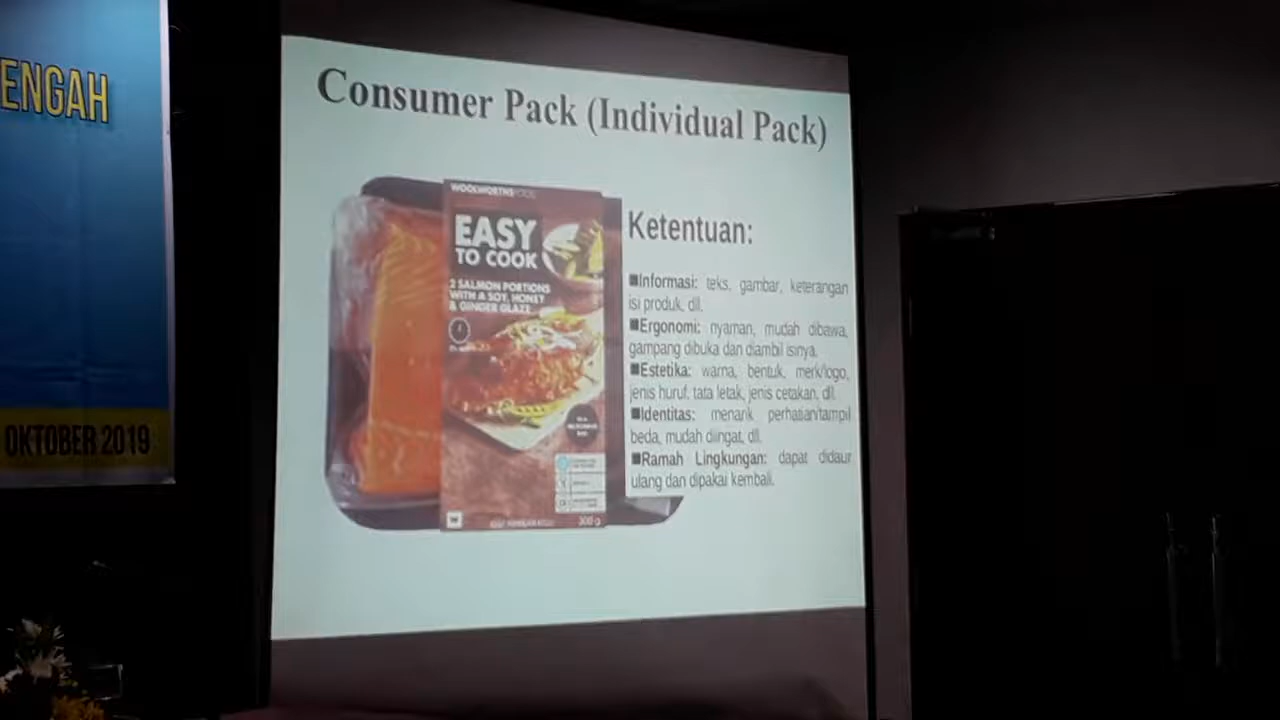 ENGAH
OKTOBER 2019
Consumer Pack (Individual Pack)
WOOLWORTHS FOOD
EASY
TO COOK
2 SALMON PORTIONS
WITH A SOY, HONEY
& GINGER GLAZE
300 g
Ketentuan:
■Informasi: teks, gambar, keterangan
isi produk, dll.
■Ergonomi: nyaman, mudah dibawa,
gampang dibuka dan diambil isinya.
■Estetika: warna, bentuk, merk/logo,
jenis huruf, tata letak, jenis cetakan, dll.
■Identitas: menarik perhatian/tampil
beda, mudah diingat, dll.
■Ramah Lingkungan: dapat didaur
ulang dan dipakai kembali.